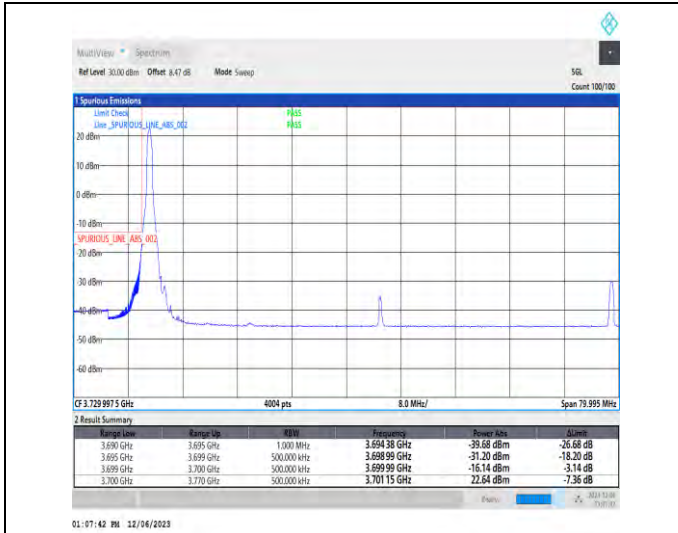 MultiView Spectrum
Ref Level 30.00 dBm Offset 8.47 dB Mode Sweep SGL
Count 100/100
1 Spurious Emissions
Limit Check PASS
Line _SPURIOUS_LINE_ABS_002 PASS
20 dBm
10 dBm
0 dBm
-10 dBm
_SPURIOUS_LINE_ABS_002
-20 dBm
-30 dBm
-40 dBm
-50 dBm
-60 dBm
CF 3.729 997 5 GHz 4004 pts 8.0 MHz/ Span 79.995 MHz
2 Result Summary
Range Low Range Up RBW Frequency Power Abs ΔLimit
3.690 GHz 3.695 GHz 1.000 MHz 3.694 38 GHz -39.68 dBm -26.68 dB
3.695 GHz 3.699 GHz 500.000 kHz 3.698 99 GHz -31.20 dBm -18.20 dB
3.699 GHz 3.700 GHz 500.000 kHz 3.699 99 GHz -16.14 dBm -3.14 dB
3.700 GHz 3.770 GHz 500.000 kHz 3.701 15 GHz 22.64 dBm -7.36 dB
01:07:42 PM 12/06/2023